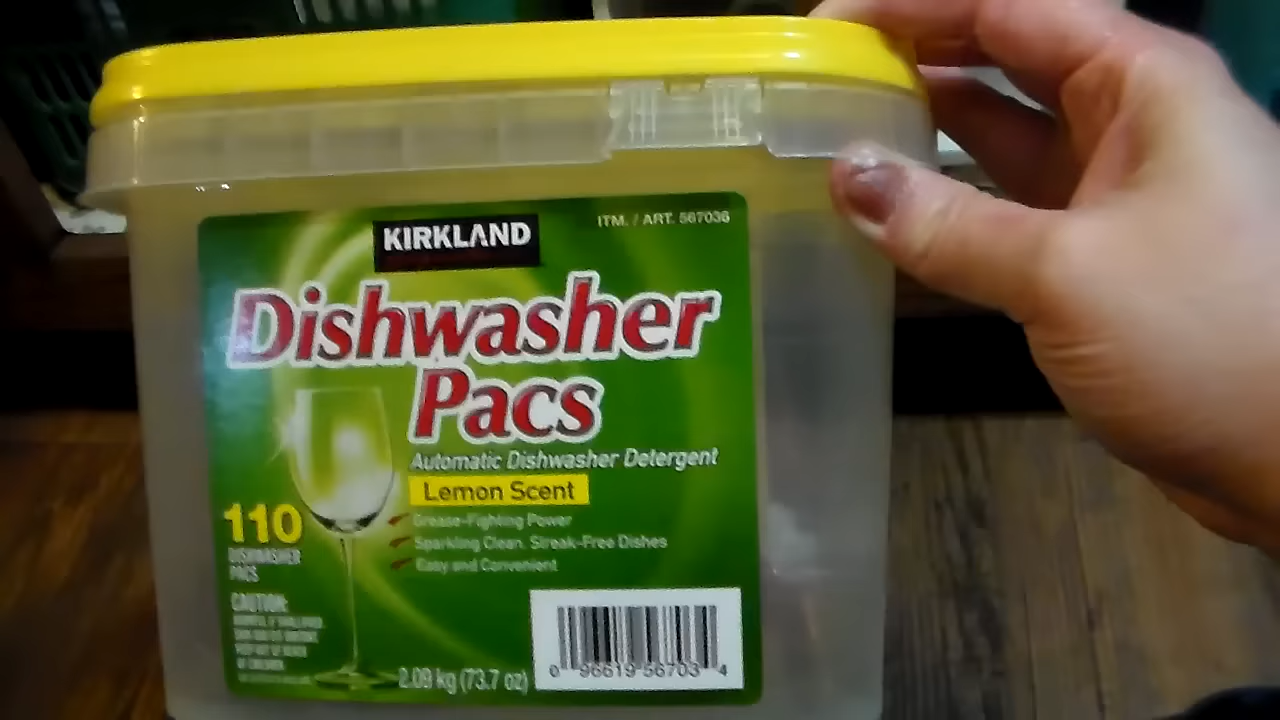 KIRKLAND
ITM. / ART. 567036
Dishwasher
Pacs
Automatic Dishwasher Detergent
Lemon Scent
Grease-Fighting Power
Sparkling Clean, Streak-Free Dishes
Easy and Convenient
110
DISHWASHER
PACS
CAUTION:
2.09 kg (73.7 oz)
0 96619-56703 4